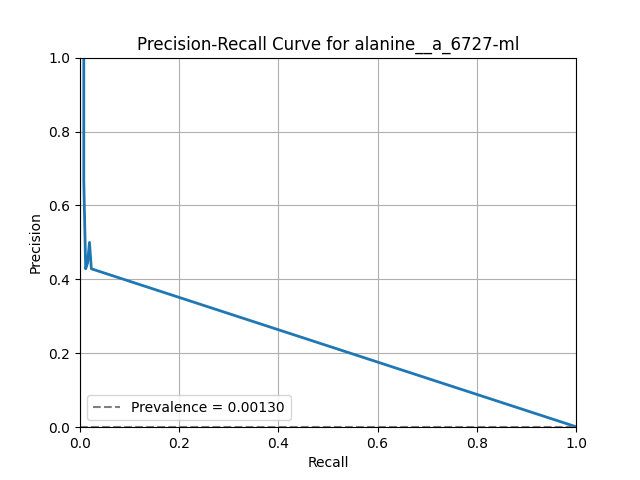 Precision-Recall Curve for alanine__a_6727-ml
1.0
0.8
0.6
0.4
0.2
0.0
Precision
Prevalence = 0.00130
0.0 0.2 0.4 0.6 0.8 1.0
Recall